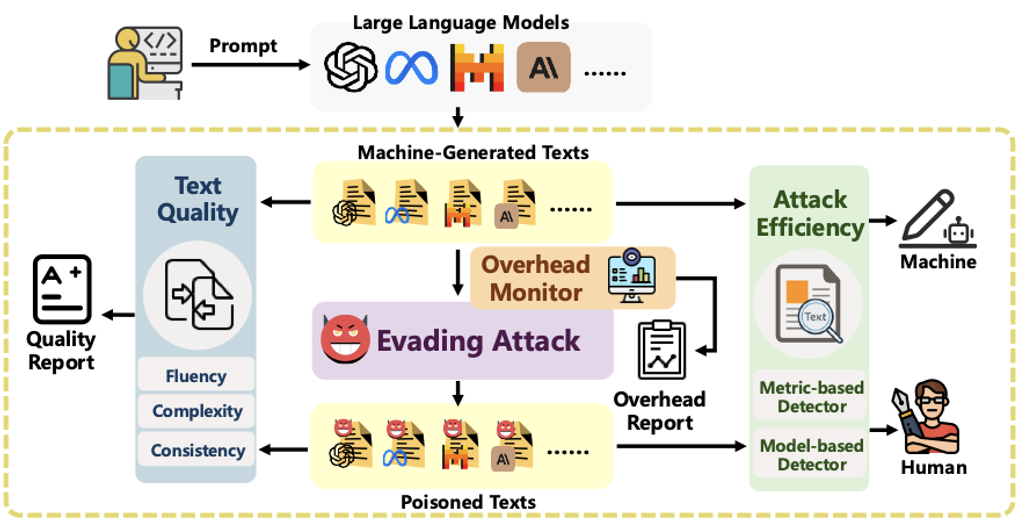 Large Language Models
Prompt
......
Machine-Generated Texts
Text
Quality
......
Attack
Efficiency
Machine
Overhead
Monitor
A+
Quality
Report
Text
Evading Attack
Fluency
Complexity
Consistency
Overhead
Report
Metric-based
Detector
Model-based
Detector
......
Human
Poisoned Texts